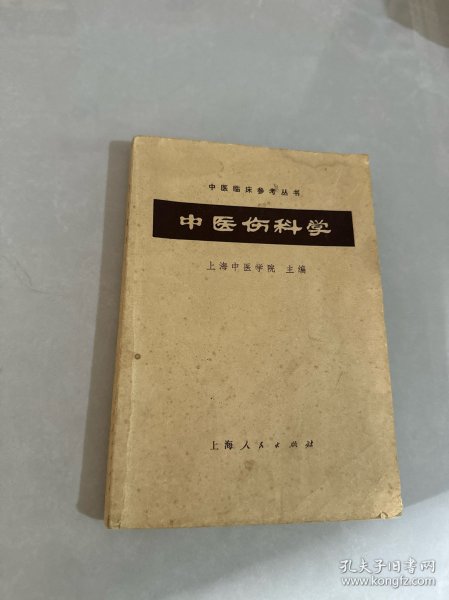 中医临床参考丛书
中医伤科学
上海中医学院 主编
上海人民出版社
孔夫子旧书网
www.kongfz.com